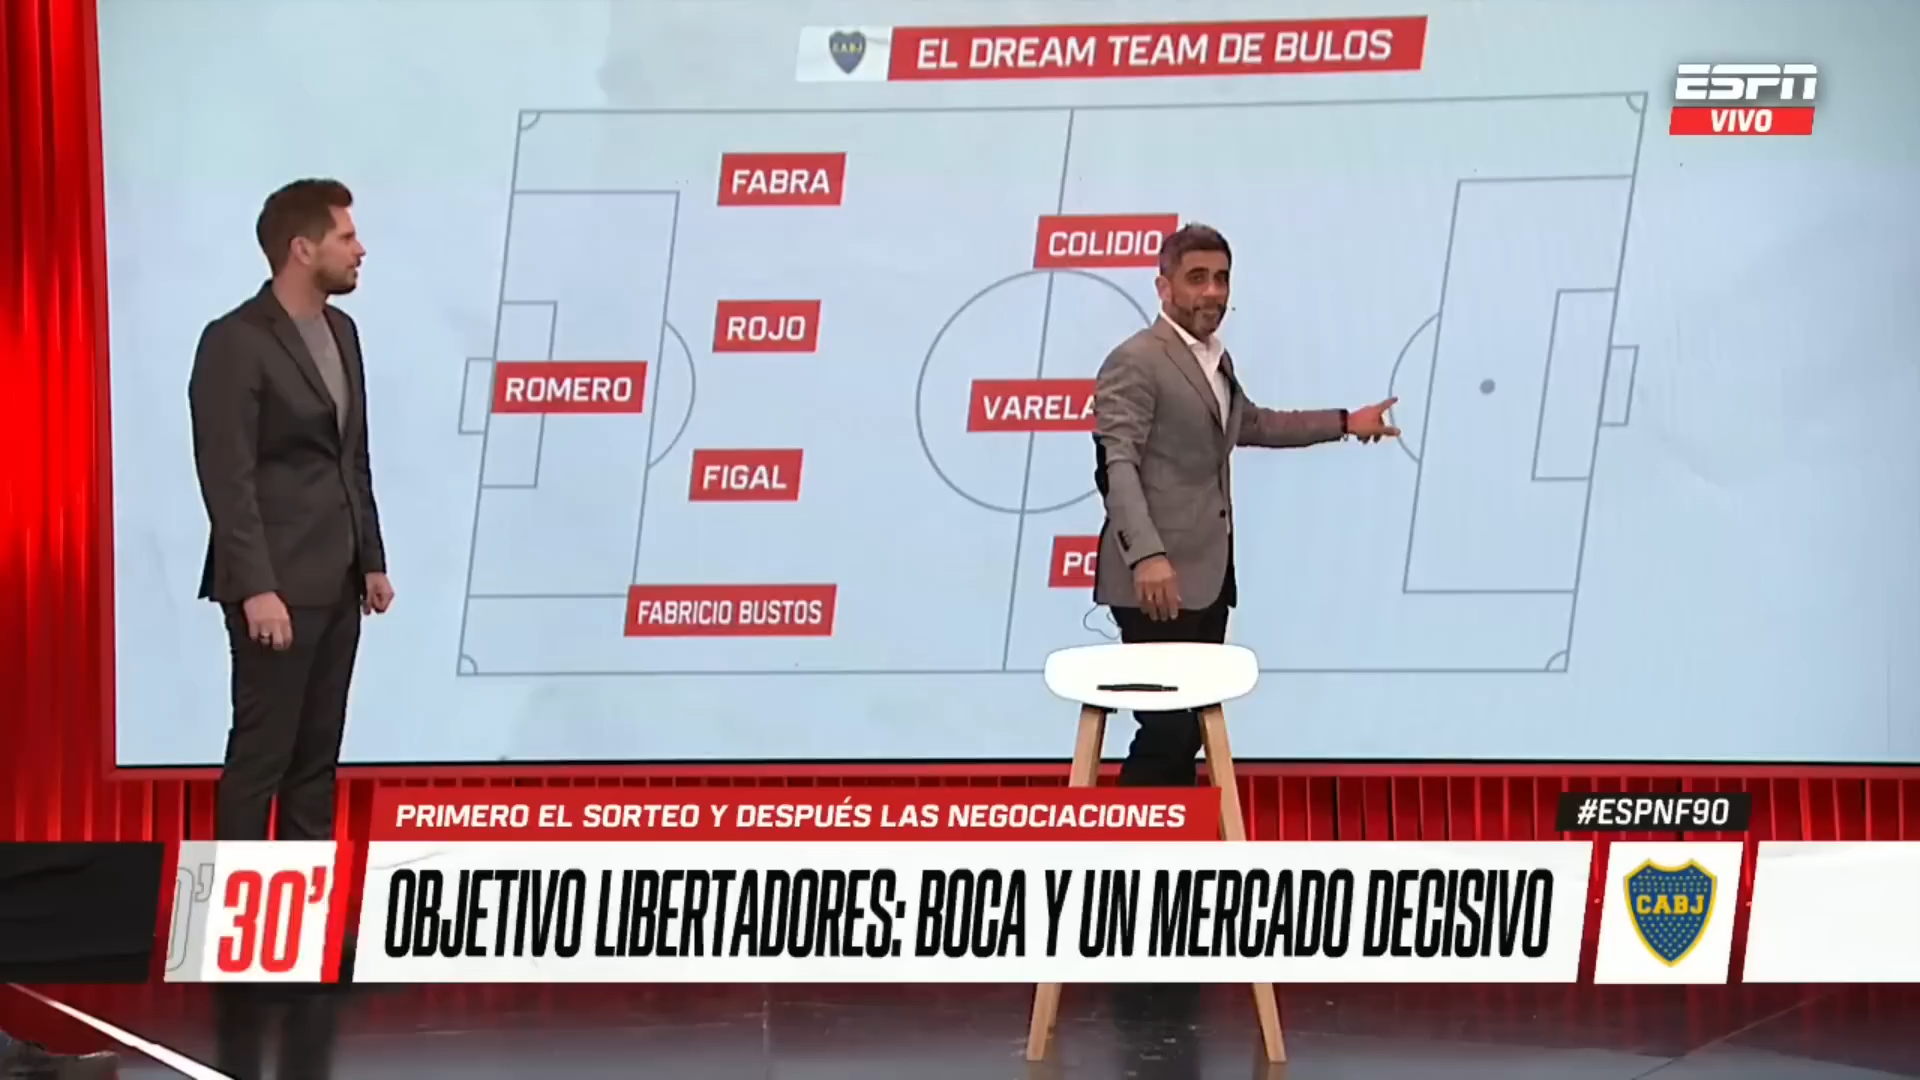 CABJ
EL DREAM TEAM DE BULOS
ESPN
VIVO
FABRA
COLIDIO
ROJO
ROMERO
VARELA
FIGAL
FABRICIO BUSTOS
PRIMERO EL SORTEO Y DESPUÉS LAS NEGOCIACIONES
#ESPNF90
30'
OBJETIVO LIBERTADORES: BOCA Y UN MERCADO DECISIVO
CABJ